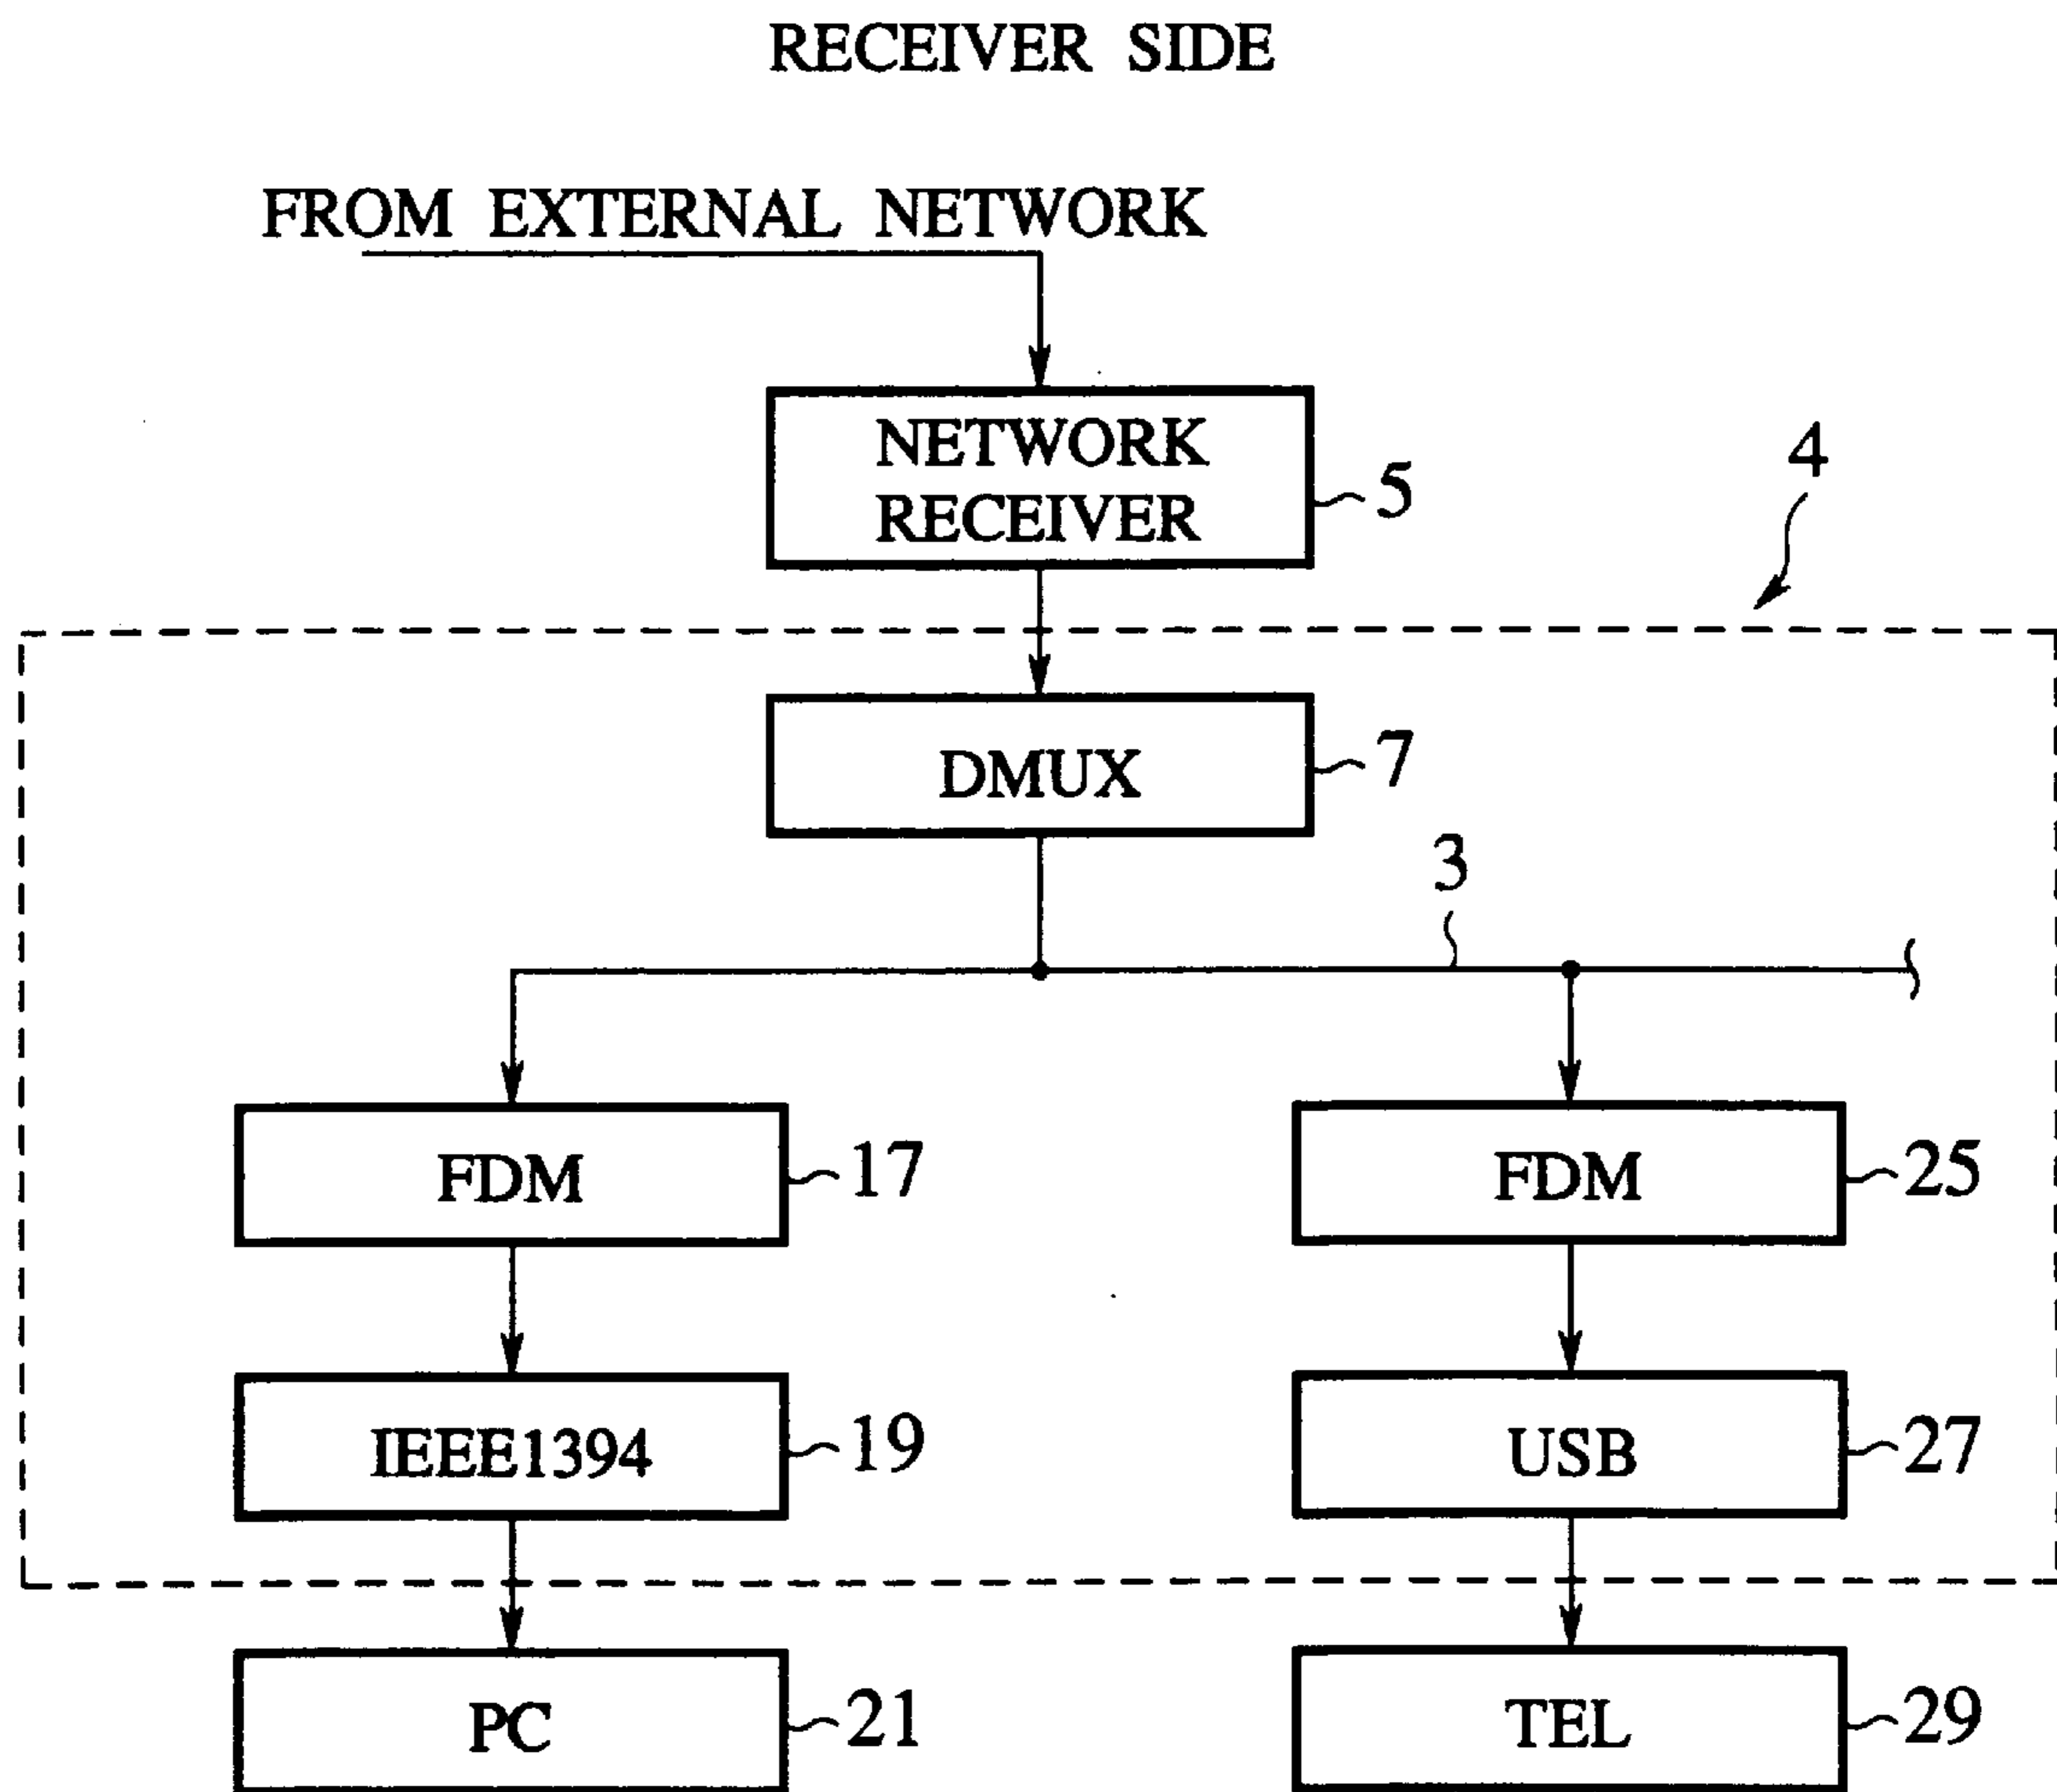 RECEIVER SIDE
FROM EXTERNAL NETWORK
NETWORK
RECEIVER
5
4
DMUX
7
3
FDM
17
FDM
25
IEEE1394
19
USB
27
PC
21
TEL
29